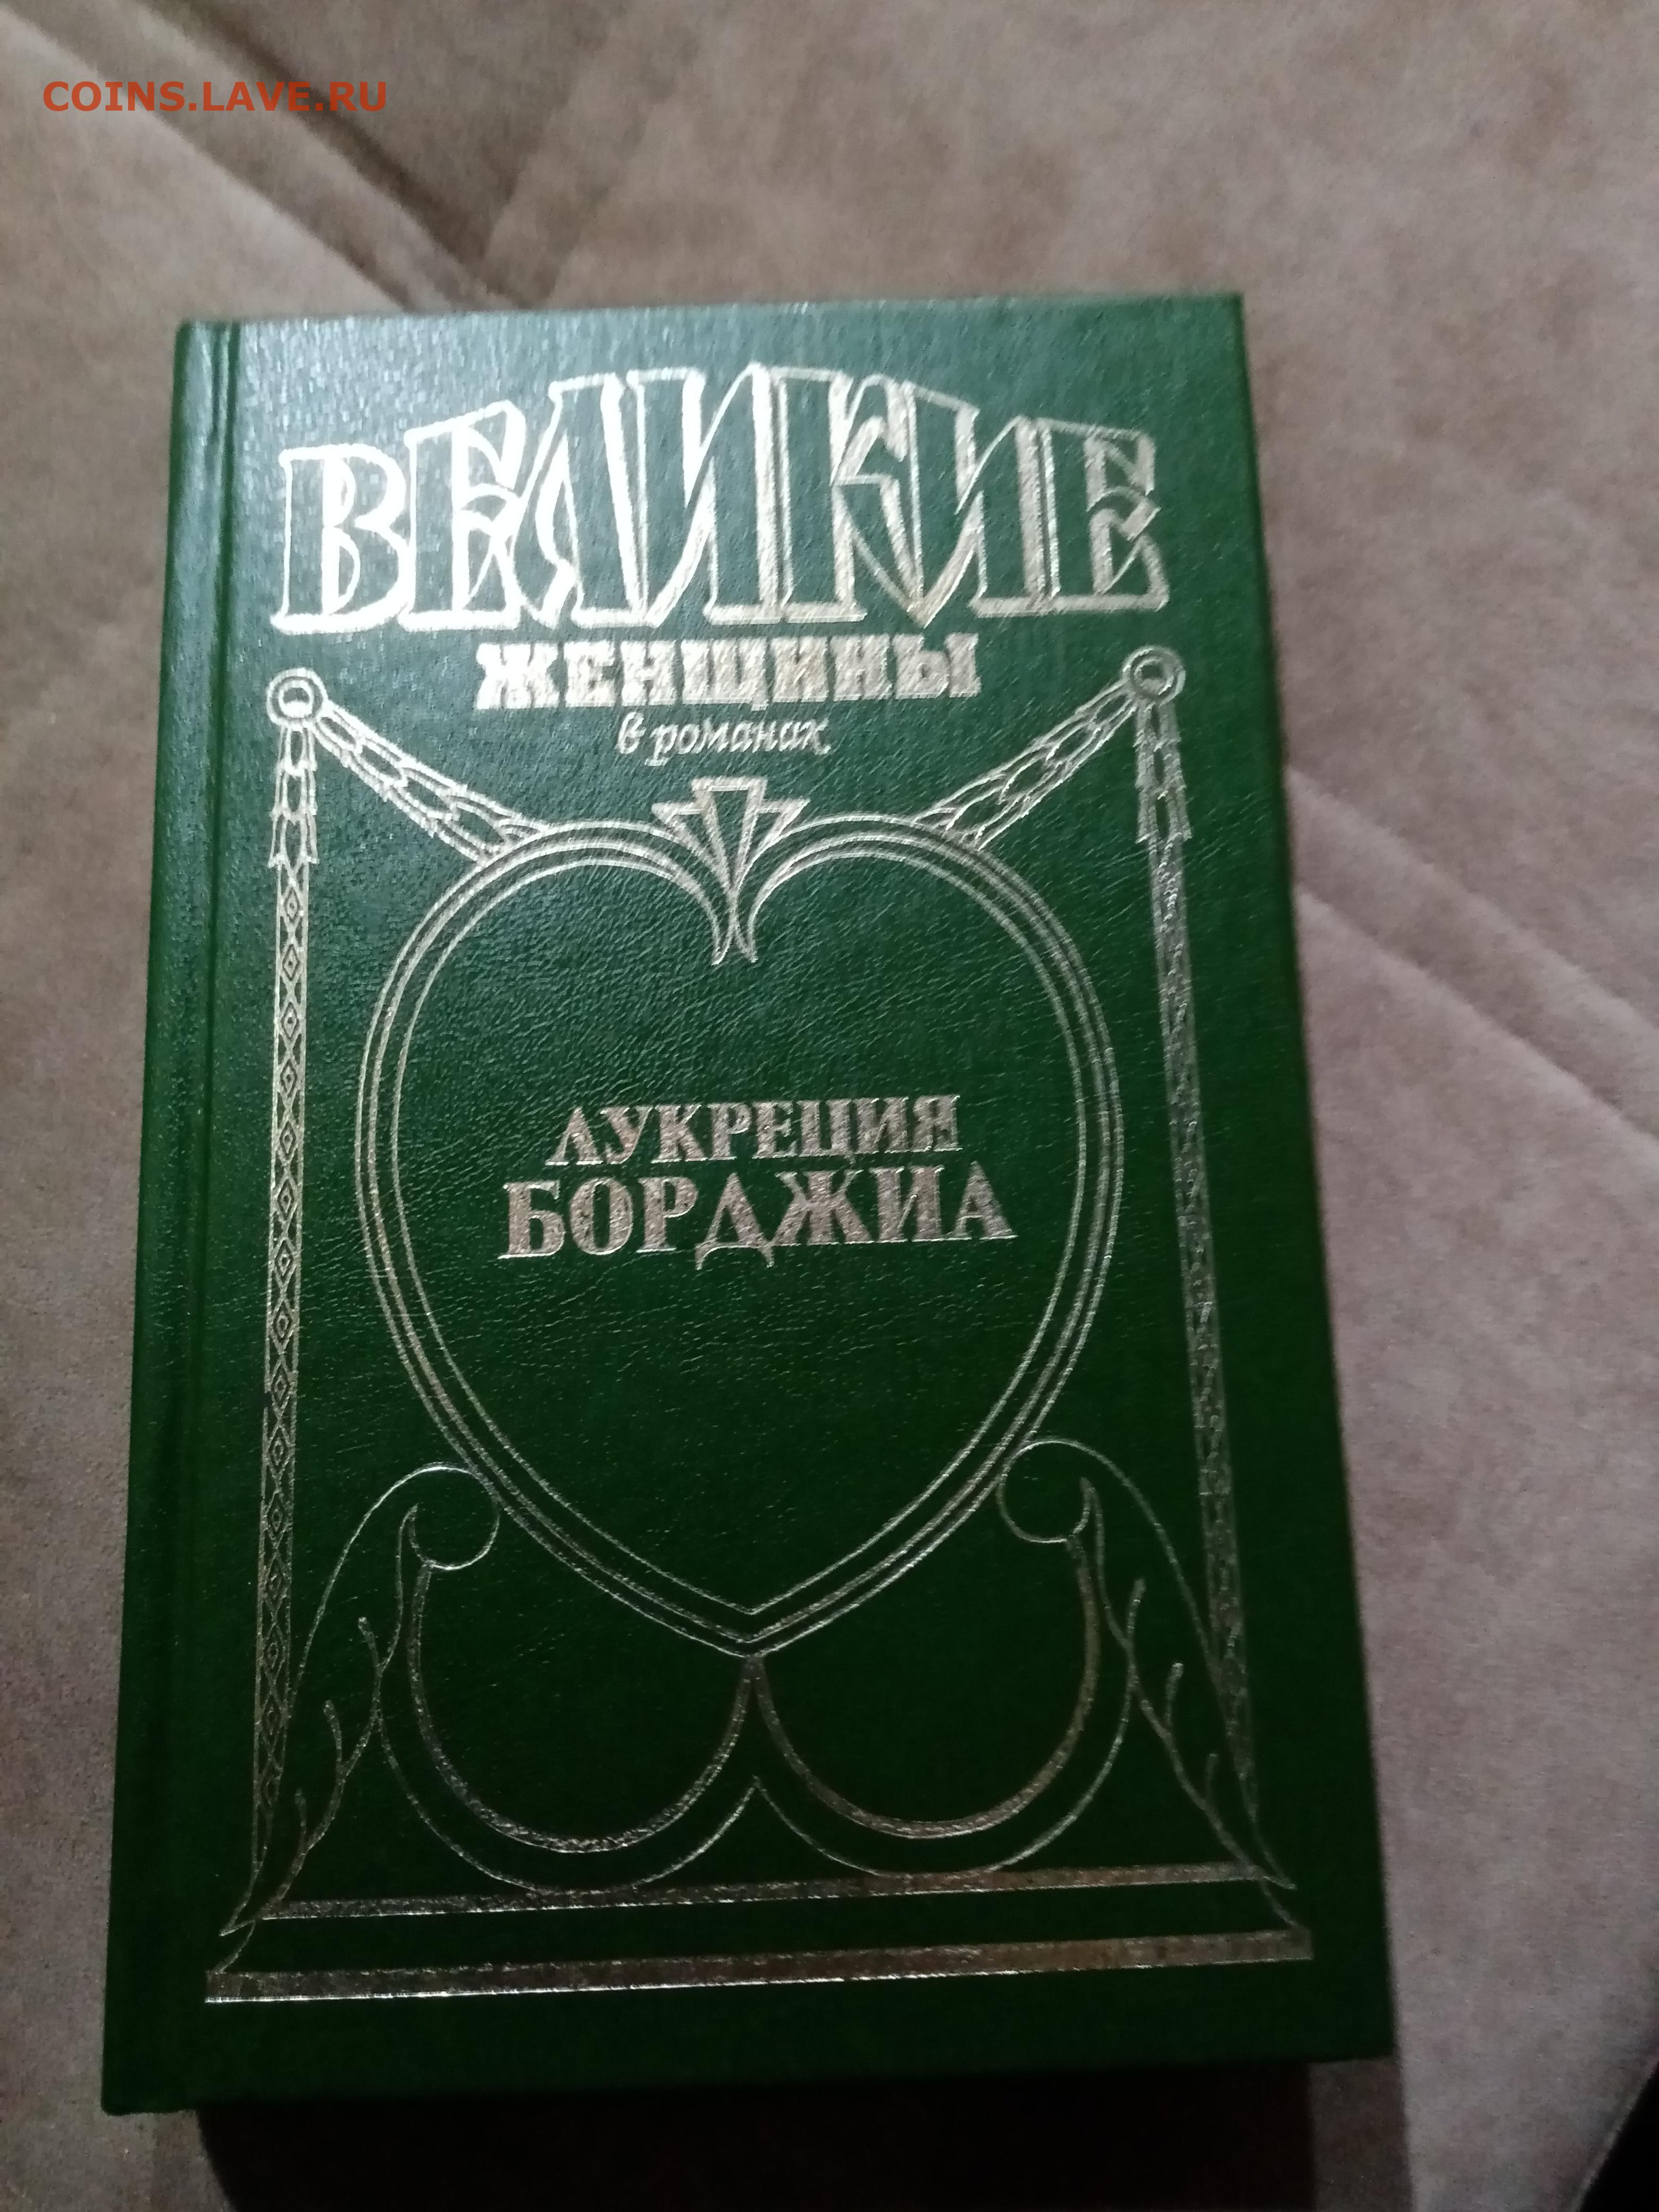 COINS.LAVE.RU
ВЕЛИКИЕ
ЖЕНЩИНЫ
в романах
ЛУКРЕЦИЯ
БОРДЖИА